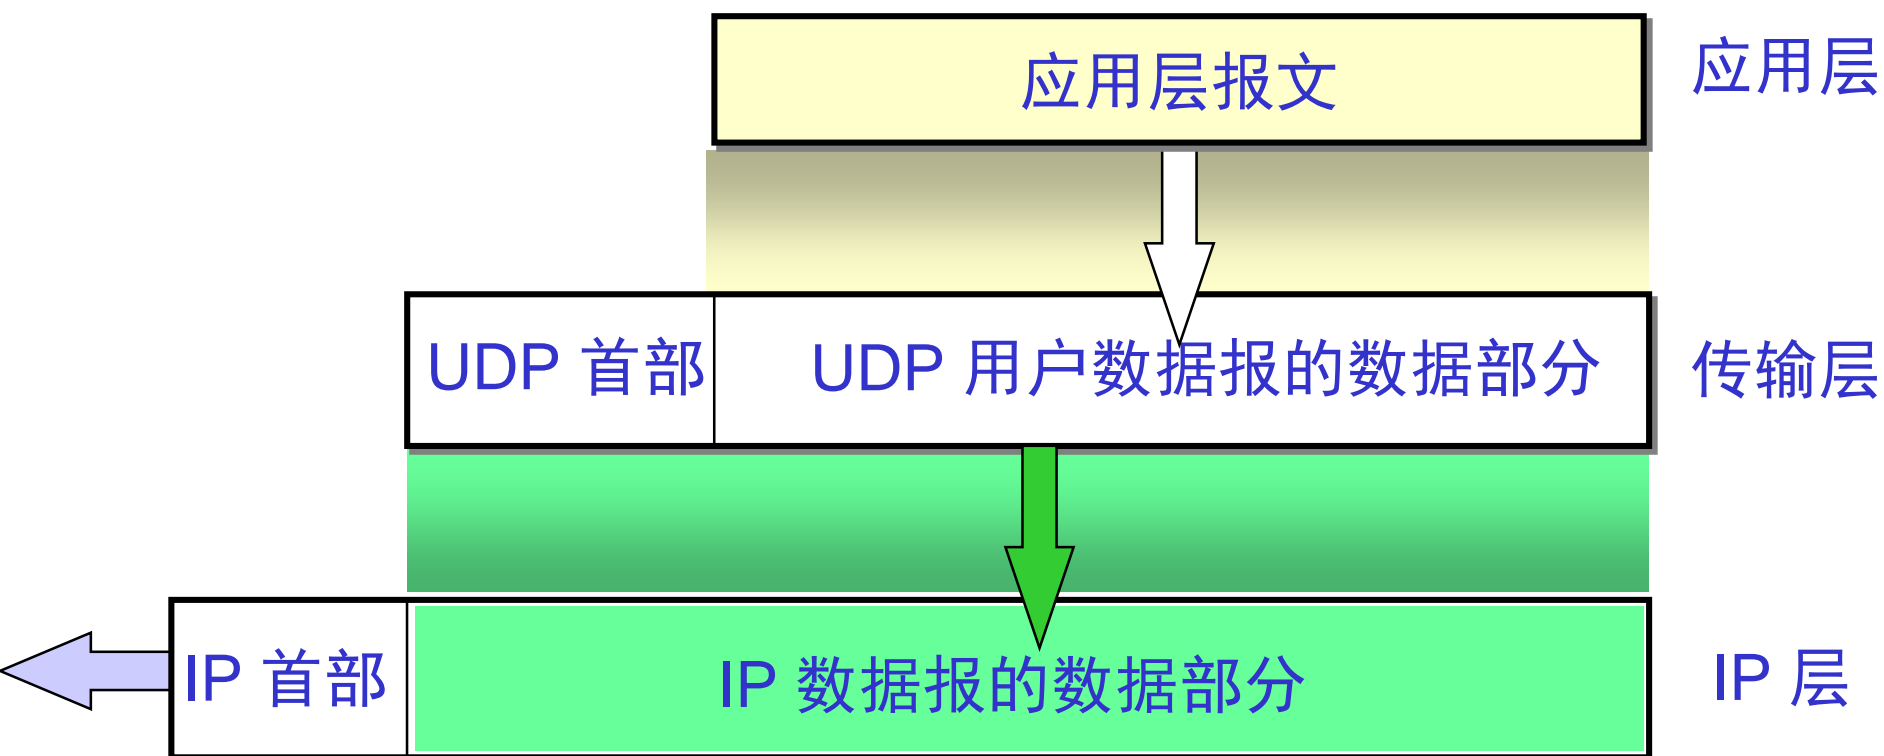 应用层报文
应用层
UDP 首部
UDP 用户数据报的数据部分
传输层
IP 首部
IP 数据报的数据部分
IP 层